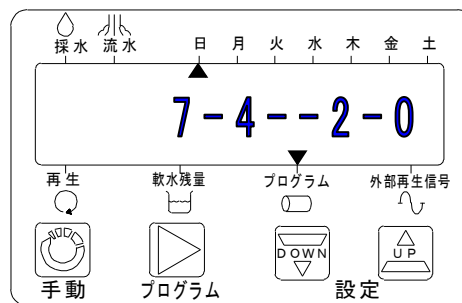 採水 流水 日 月 火 水 木 金 土
7-4--2-0
再生 軟水残量 プログラム 外部再生信号
DOWN UP
手動 プログラム 設定